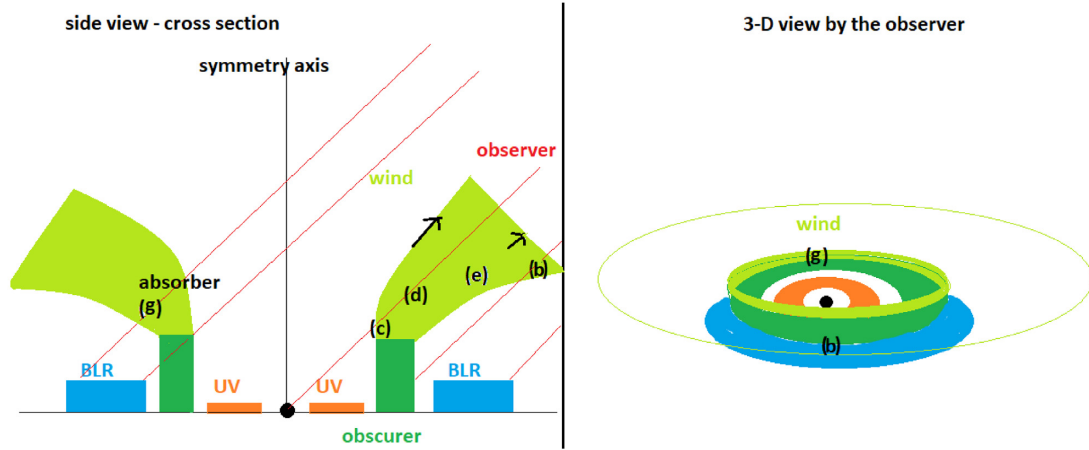 side view - cross section
symmetry axis
observer
wind
absorber
(g)
(d)
(e)
(b)
(c)
BLR
UV
UV
BLR
obscurer
3-D view by the observer
wind
(g)
(b)